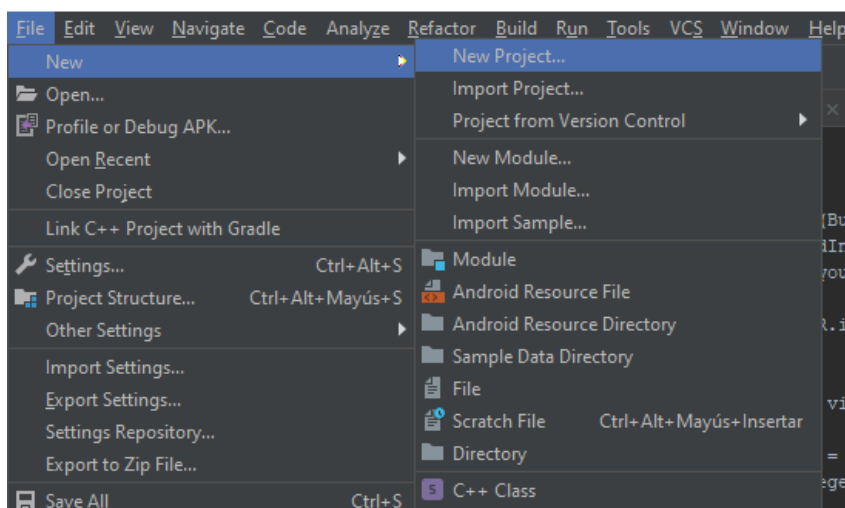 File Edit View Navigate Code Analyze Refactor Build Run Tools VCS Window Help
New
Open...
Profile or Debug APK...
Open Recent
Close Project
Link C++ Project with Gradle
Settings... Ctrl+Alt+S
Project Structure... Ctrl+Alt+Mayús+S
Other Settings
Import Settings...
Export Settings...
Settings Repository...
Export to Zip File...
Save All Ctrl+S
New Project...
Import Project...
Project from Version Control
New Module...
Import Module...
Import Sample...
Module
Android Resource File
Android Resource Directory
Sample Data Directory
File
Scratch File Ctrl+Alt+Mayús+Insertar
Directory
S C++ Class
(Bu
R.i
vi
=